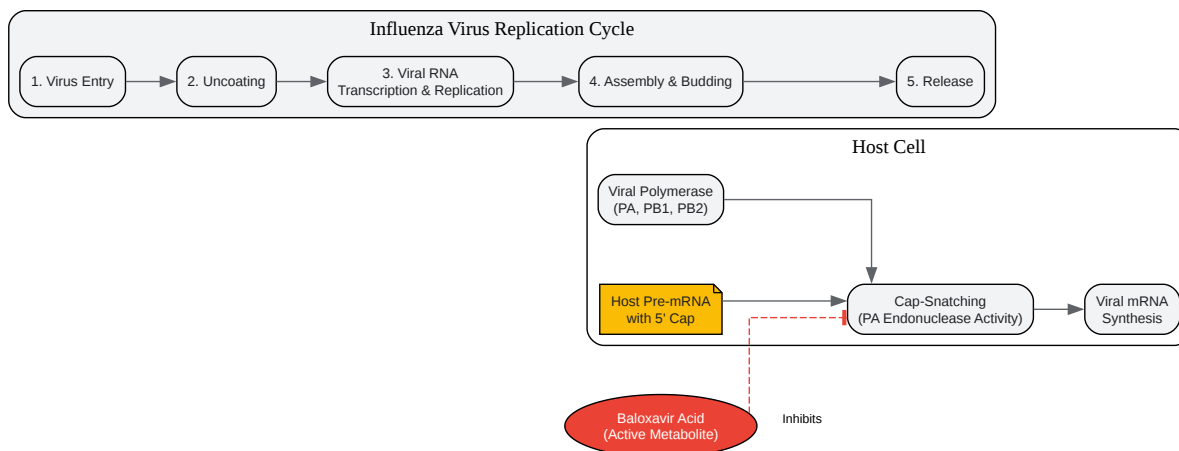 Influenza Virus Replication Cycle
1. Virus Entry
2. Uncoating
3. Viral RNA
Transcription & Replication
4. Assembly & Budding
5. Release
Host Cell
Viral Polymerase
(PA, PB1, PB2)
Host Pre-mRNA
with 5' Cap
Cap-Snatching
(PA Endonuclease Activity)
Viral mRNA
Synthesis
Baloxavir Acid
(Active Metabolite)
Inhibits